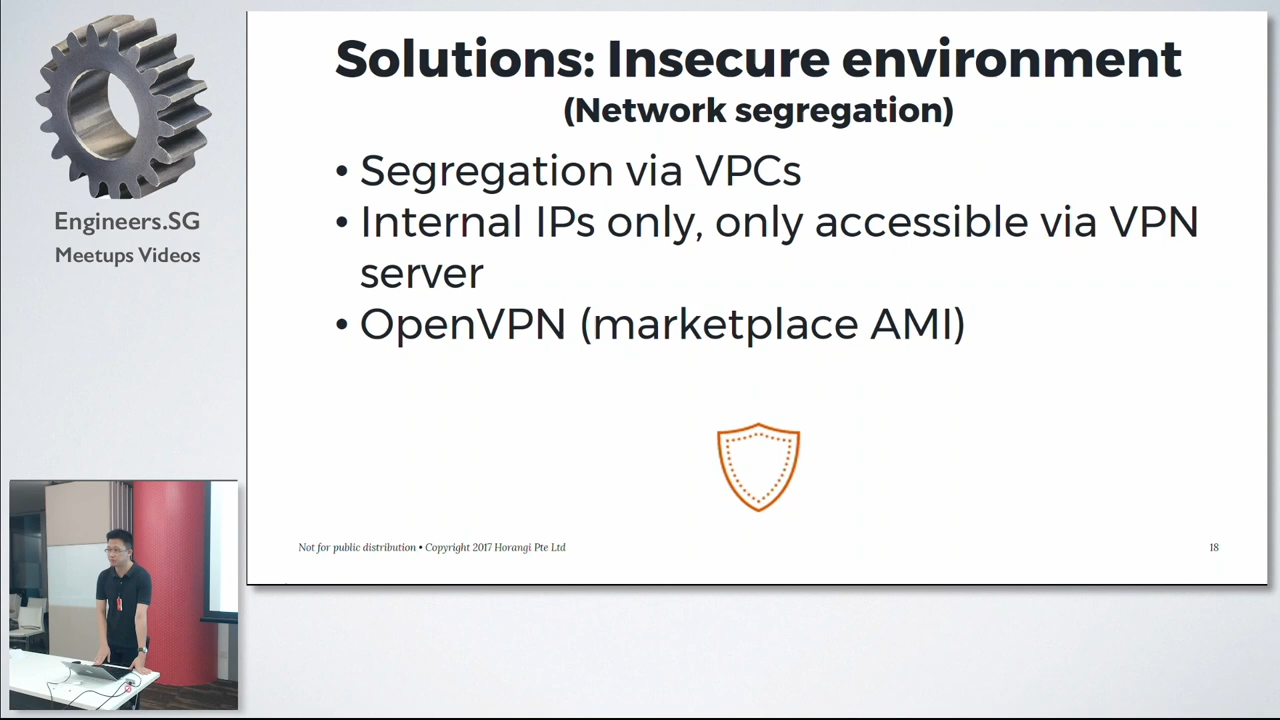 Engineers.SG
Meetups Videos
Solutions: Insecure environment
(Network segregation)
• Segregation via VPCs
• Internal IPs only, only accessible via VPN
server
• OpenVPN (marketplace AMI)
Not for public distribution • Copyright 2017 Horangi Pte Ltd
18